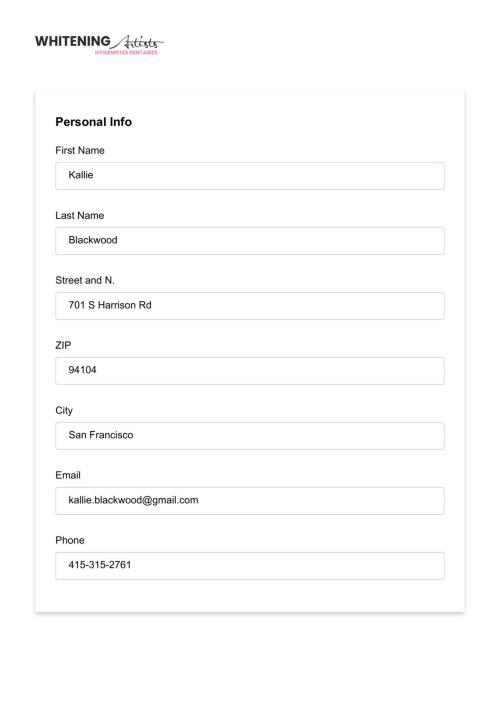 WHITENING Artists
HYGIÉNISTES DENTAIRES
Personal Info
First Name
Kallie
Last Name
Blackwood
Street and N.
701 S Harrison Rd
ZIP
94104
City
San Francisco
Email
kallie.blackwood@gmail.com
Phone
415-315-2761